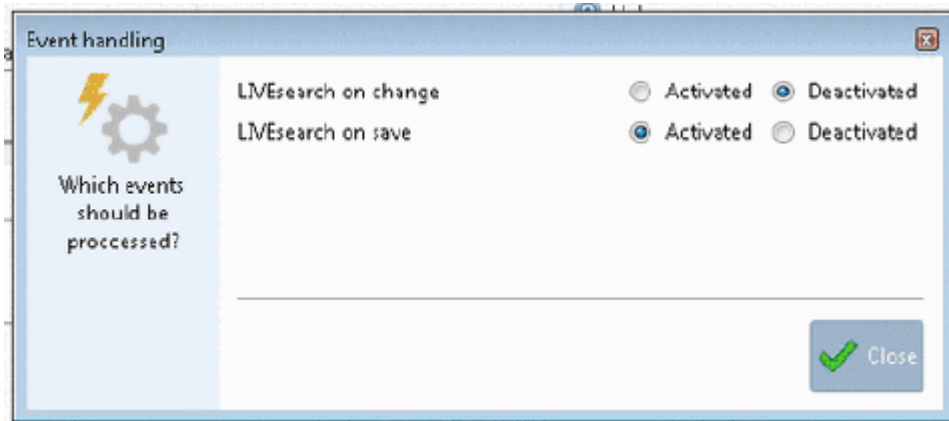 Event handling
LIVEsearch on change Activated Deactivated
LIVEsearch on save Activated Deactivated
Which events
should be
proccessed?
Close